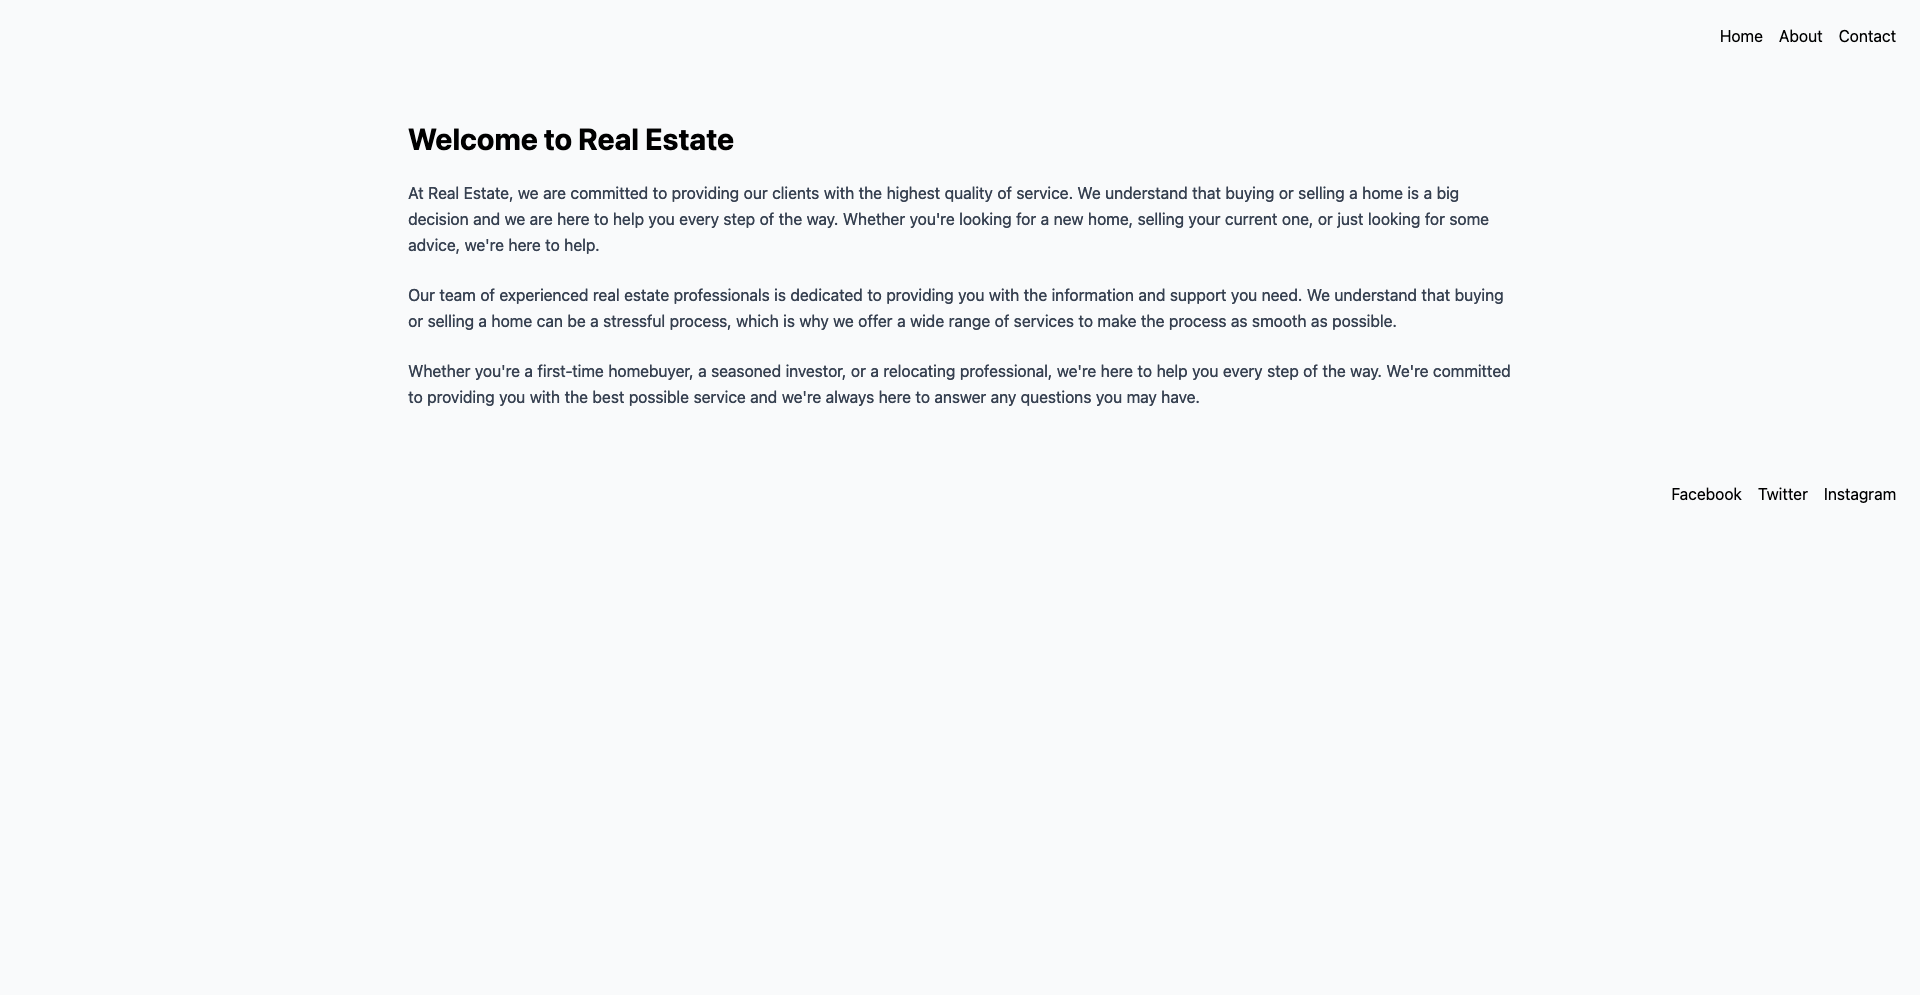 Home About Contact
Welcome to Real Estate
At Real Estate, we are committed to providing our clients with the highest quality of service. We understand that buying or selling a home is a big
decision and we are here to help you every step of the way. Whether you're looking for a new home, selling your current one, or just looking for some
advice, we're here to help.
Our team of experienced real estate professionals is dedicated to providing you with the information and support you need. We understand that buying
or selling a home can be a stressful process, which is why we offer a wide range of services to make the process as smooth as possible.
Whether you're a first-time homebuyer, a seasoned investor, or a relocating professional, we're here to help you every step of the way. We're committed
to providing you with the best possible service and we're always here to answer any questions you may have.
Facebook Twitter Instagram